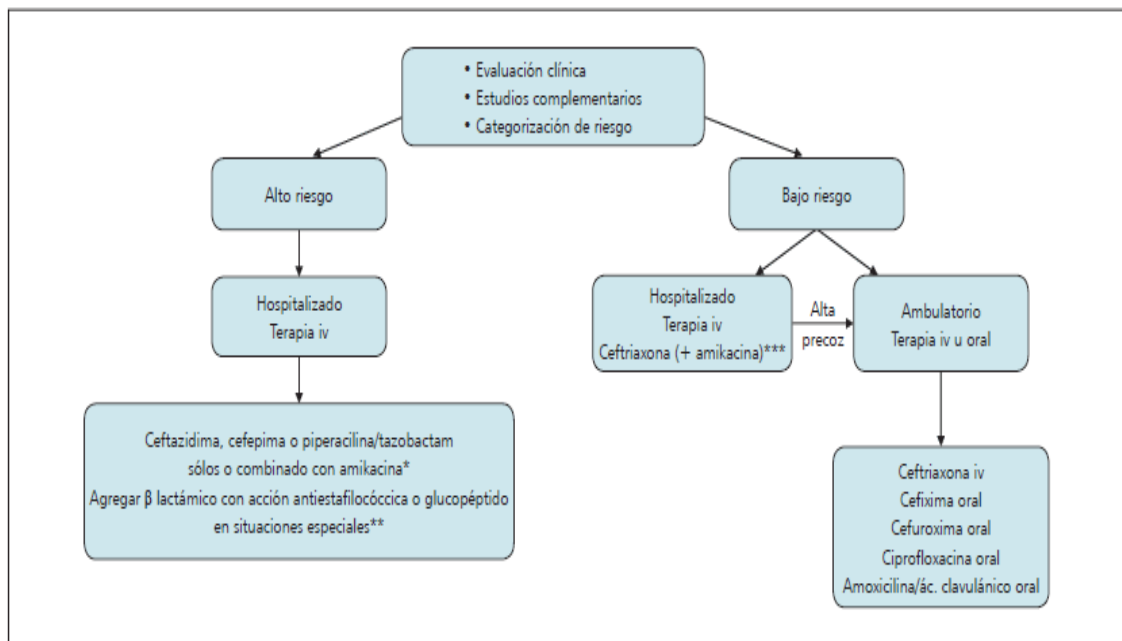 • Evaluación clínica
• Estudios complementarios
• Categorización de riesgo
Alto riesgo
Bajo riesgo
Hospitalizado
Terapia iv
Hospitalizado
Terapia iv
Ceftriaxona (+ amikacina)***
Alta
precoz
Ambulatorio
Terapia iv u oral
Ceftazidima, cefepima o piperacilina/tazobactam
sólos o combinado con amikacina*
Agregar β lactámico con acción antiestafilocóccica o glucopéptido
en situaciones especiales**
Ceftriaxona iv
Cefixima oral
Cefuroxima oral
Ciprofloxacina oral
Amoxicilina/ác. clavulánico oral